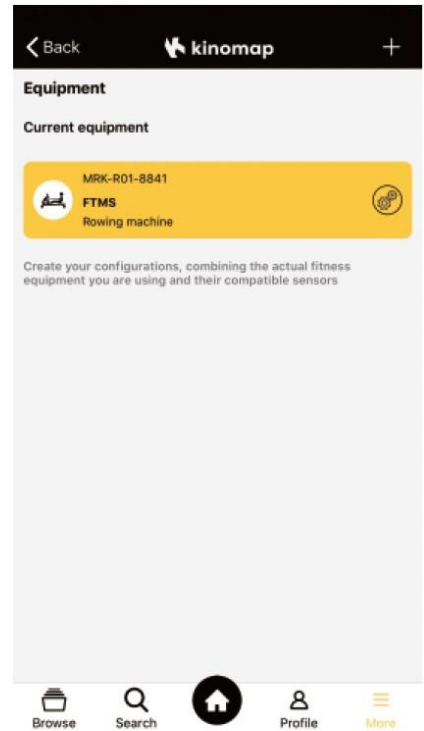 Back
kinomap
Equipment
Current equipment
MRK-R01-8841
FTMS
Rowing machine
Create your configurations, combining the actual fitness
equipment you are using and their compatible sensors
Browse
Search
Profile
More